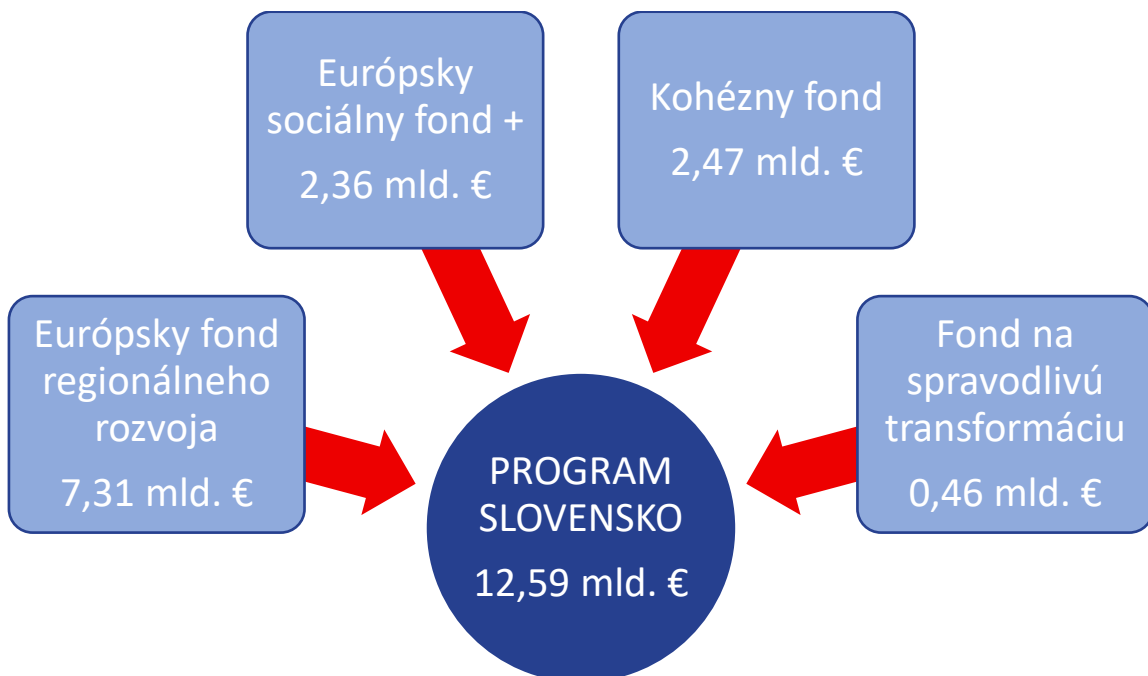 Európsky
sociálny fond +
2,36 mld. €
Kohézny fond
2,47 mld. €
Európsky fond
regionálneho
rozvoja
7,31 mld. €
Fond na
spravodlivú
transformáciu
0,46 mld. €
PROGRAM
SLOVENSKO
12,59 mld. €